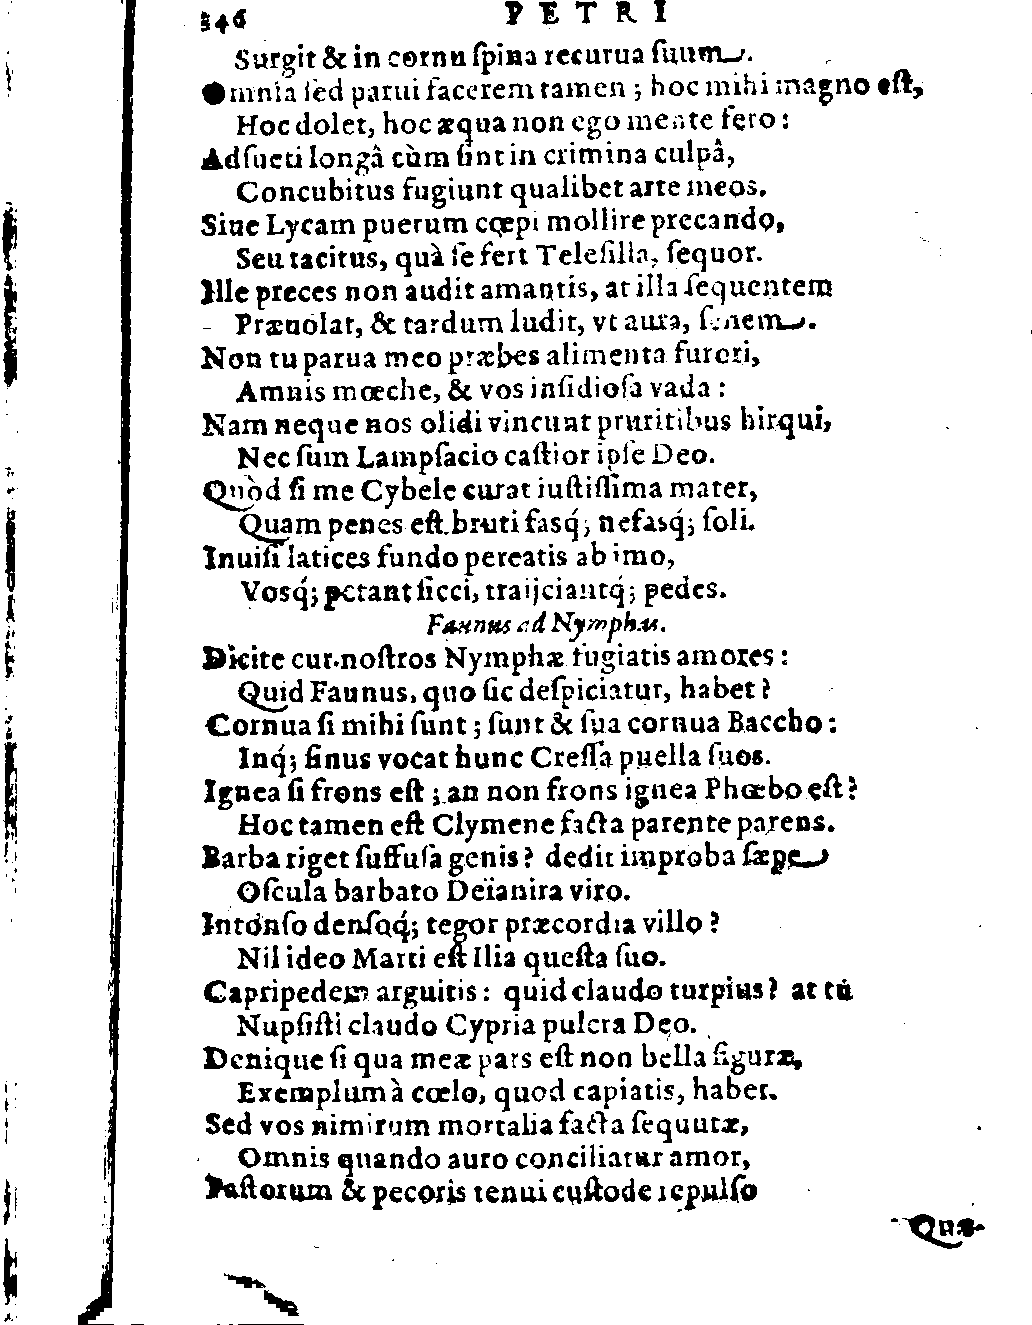 346 PETRI
Surgit & in cornu ſpina recurua ſuum.
Omnia ſed parui facerem tamen; hoc mihi magno eſt,
Hoc dolet, hoc æqua non ego mente fero:
Adſueti longâ cùm ſint in crimina culpâ,
Concubitus fugiunt qualibet arte meos.
Siue Lycam puerum cœpi mollire precando,
Seu tacitus, quà ſe fert Teleſilla, ſequor.
Ille preces non audit amantis, at illa ſequentem
Præuolat, & tardum ludit, vt aura, ſenem.
Non tu parua meo præbes alimenta furori,
Amnis mœche, & vos inſidioſa vada:
Nam neque nos olidi vincunt pruritibus hirqui,
Nec ſum Lampſacio caſtior ipſe Deo.
Quòd ſi me Cybele curat iuſtiſſima mater,
Quam penes eſt bruti fasq́; nefasq́; ſoli.
Inuiſi latices fundo pereatis ab imo,
Vosq́; petant ſicci, traijciantq́; pedes.
Faunus ad Nymphas.
Dicite cur noſtros Nymphæ fugiatis amores:
Quid Faunus, quo ſic deſpiciatur, habet?
Cornua ſi mihi ſunt; ſunt & ſua cornua Baccho:
Inq́; ſinus vocat hunc Creſſa puella ſuos.
Ignea ſi frons eſt; an non frons ignea Phœbo eſt?
Hoc tamen eſt Clymene facta parente parens.
Barba riget ſuffuſa genis? dedit improba ſæpe
Oſcula barbato Deïanira viro.
Intonſo denſoq́; tegor præcordia villo?
Nil ideo Marti eſt Ilia queſta ſuo.
Capripedem arguitis: quid claudo turpius? at tù
Nupſiſti claudo Cypria pulcra Deo.
Denique ſi qua meæ pars eſt non bella figuræ,
Exemplum à cœlo, quod capiatis, habet.
Sed vos nimirum mortalia facta ſequutæ,
Omnis quando auro conciliatur amor,
Paſtorum & pecoris tenui cuſtode repulſo
Quæ